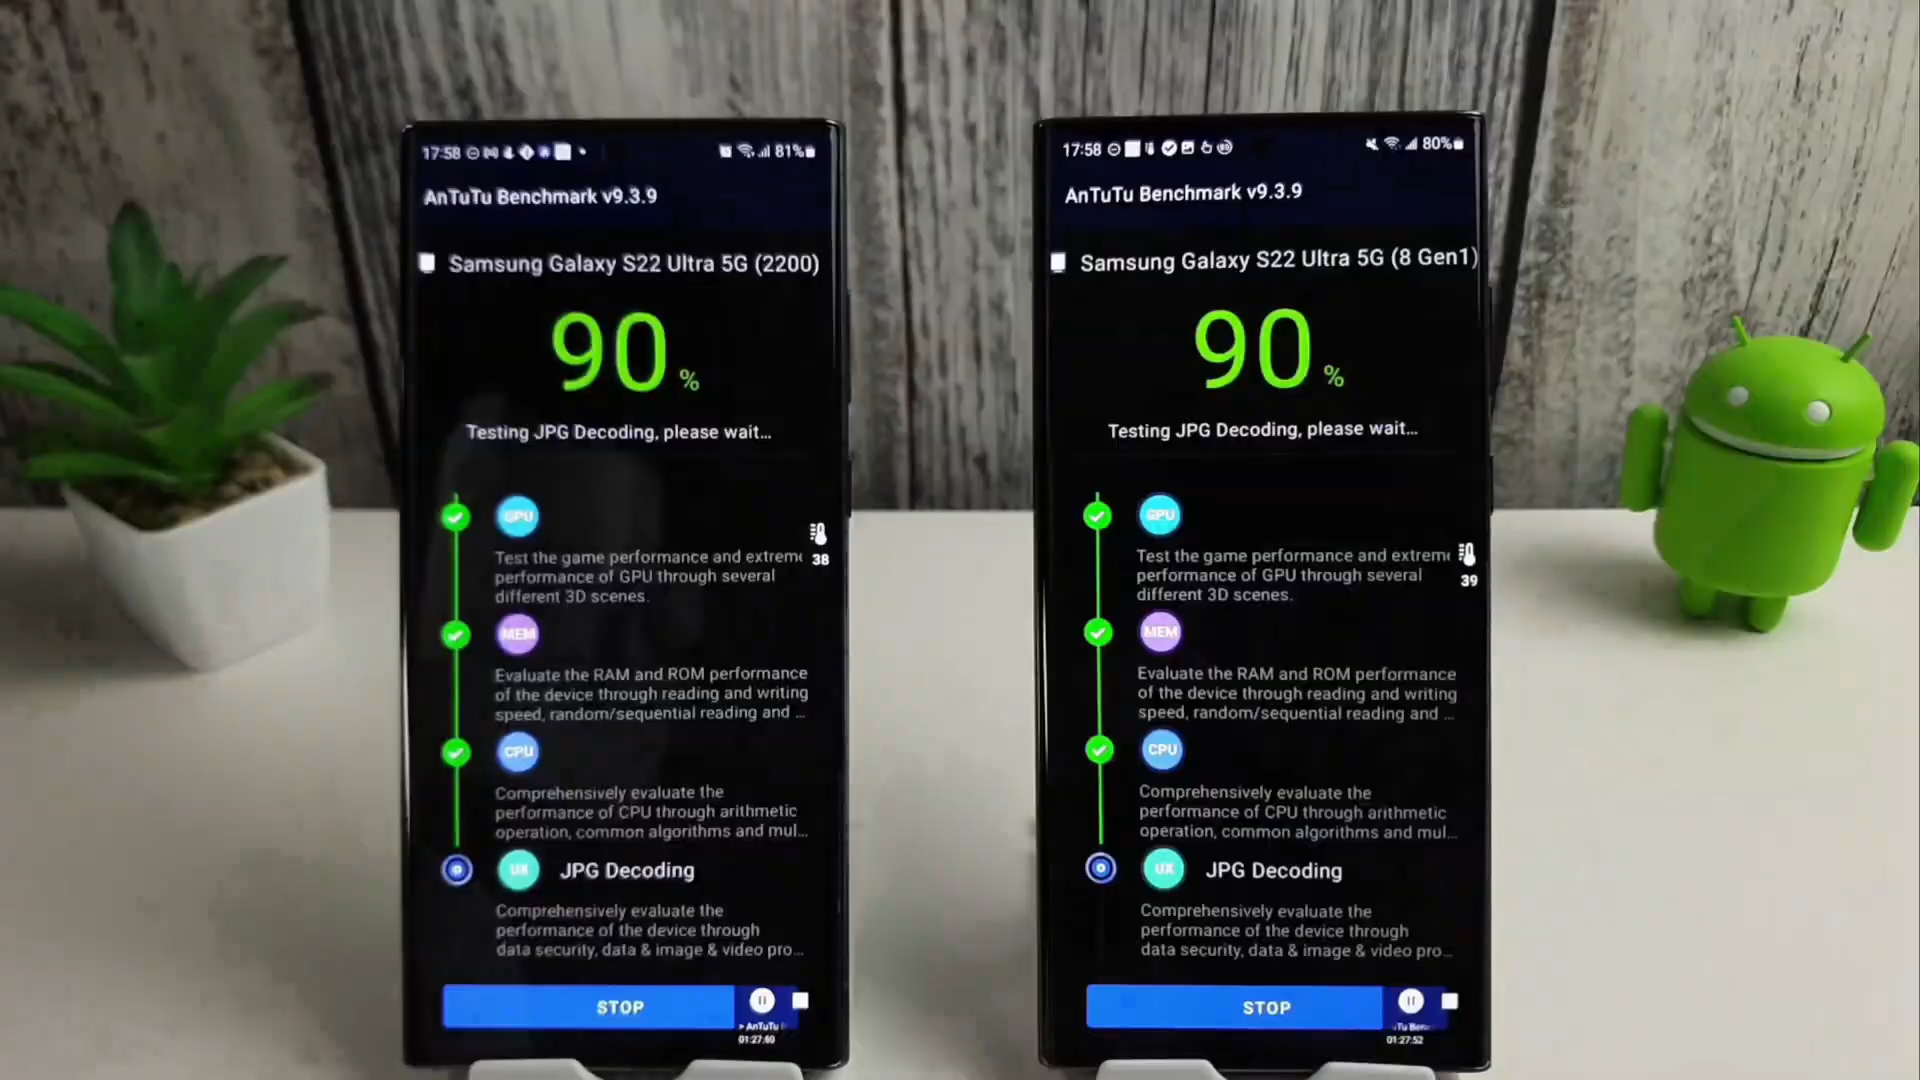 17:58
81%
AnTuTu Benchmark v9.3.9
Samsung Galaxy S22 Ultra 5G (2200)
90 %
Testing JPG Decoding, please wait...
GPU
Test the game performance and extreme
performance of GPU through several
different 3D scenes.
38
MEM
Evaluate the RAM and ROM performance
of the device through reading and writing
speed, random/sequential reading and ...
CPU
Comprehensively evaluate the
performance of CPU through arithmetic
operation, common algorithms and mul...
UX JPG Decoding
Comprehensively evaluate the
performance of the device through
data security, data & image & video pro...
STOP
AnTuTu
17:58
80%
AnTuTu Benchmark v9.3.9
Samsung Galaxy S22 Ultra 5G (8 Gen1)
90 %
Testing JPG Decoding, please wait...
GPU
Test the game performance and extreme
performance of GPU through several
different 3D scenes.
39
MEM
Evaluate the RAM and ROM performance
of the device through reading and writing
speed, random/sequential reading and ...
CPU
Comprehensively evaluate the
performance of CPU through arithmetic
operation, common algorithms and mul...
UX JPG Decoding
Comprehensively evaluate the
performance of the device through
data security, data & image & video pro...
STOP
01:27:52